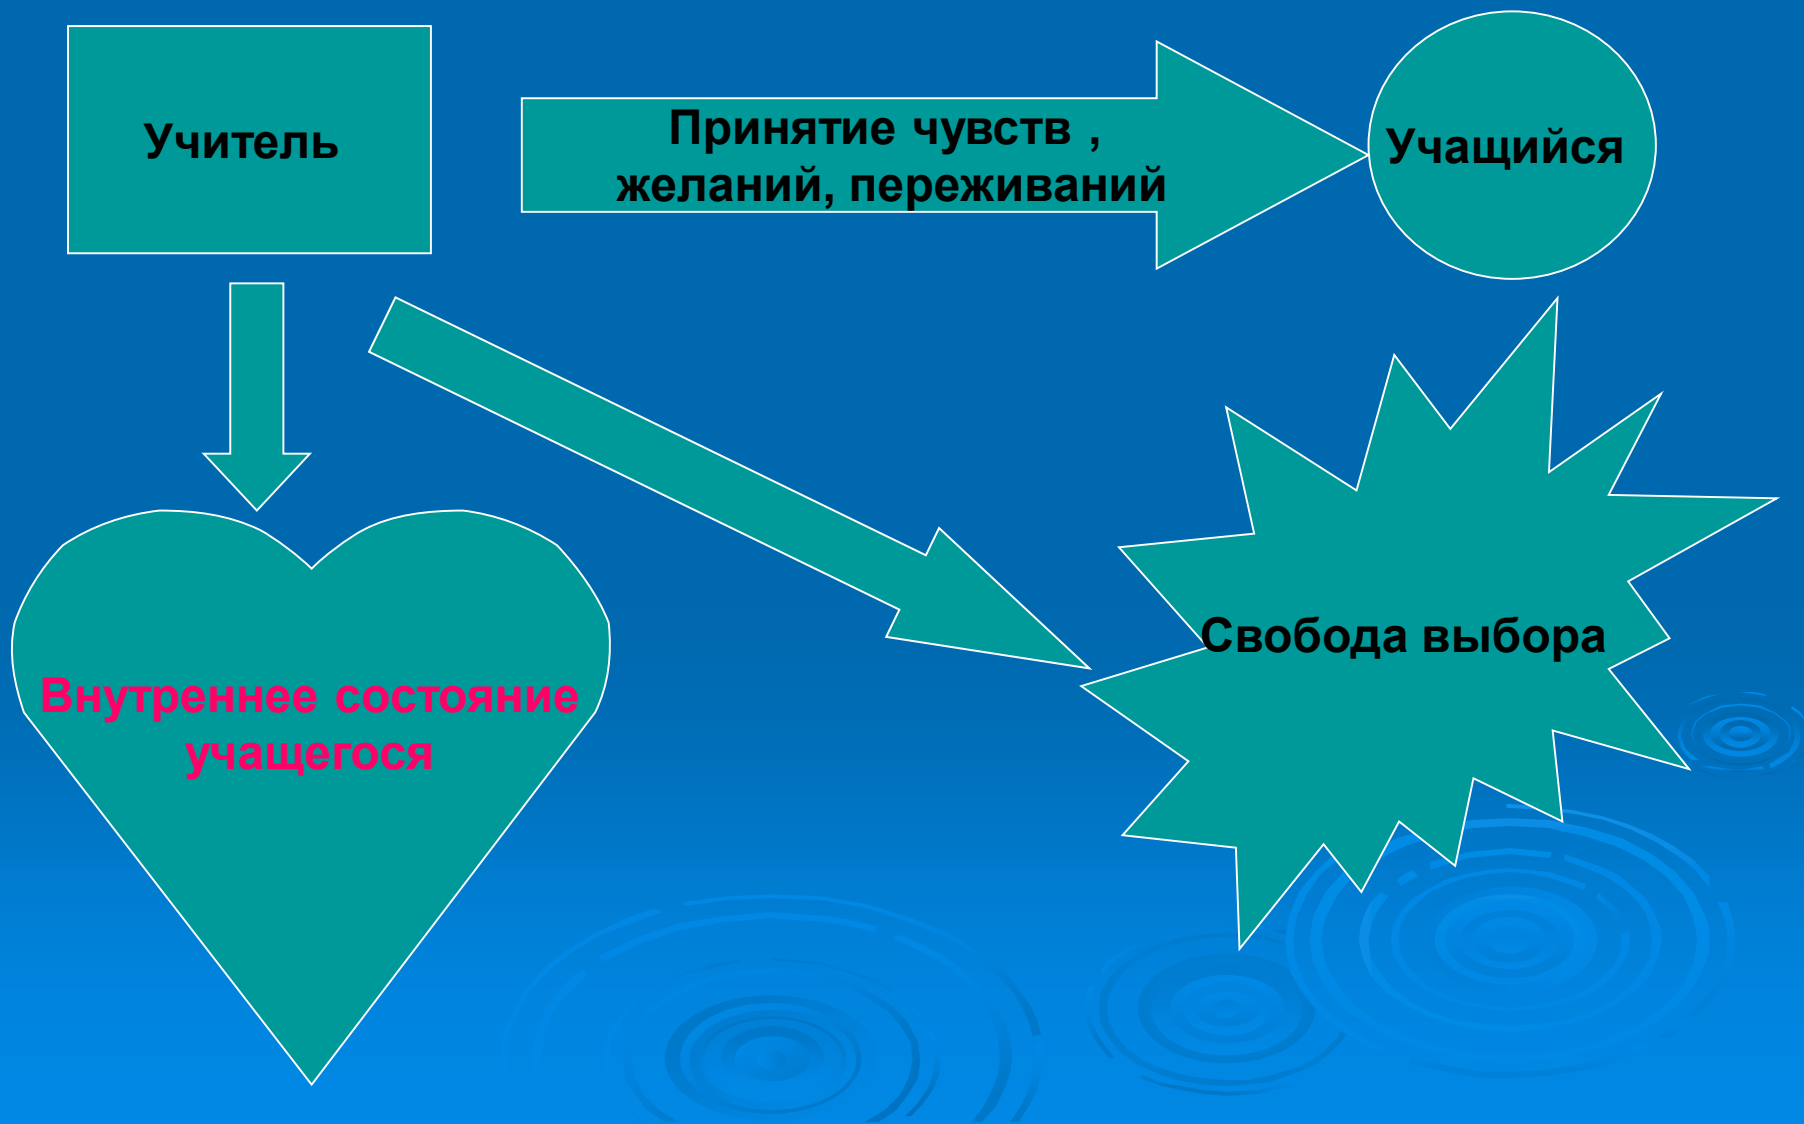 Учитель
Принятие чувств ,
желаний, переживаний
Учащийся
Свобода выбора
Внутреннее состояние
учащегося